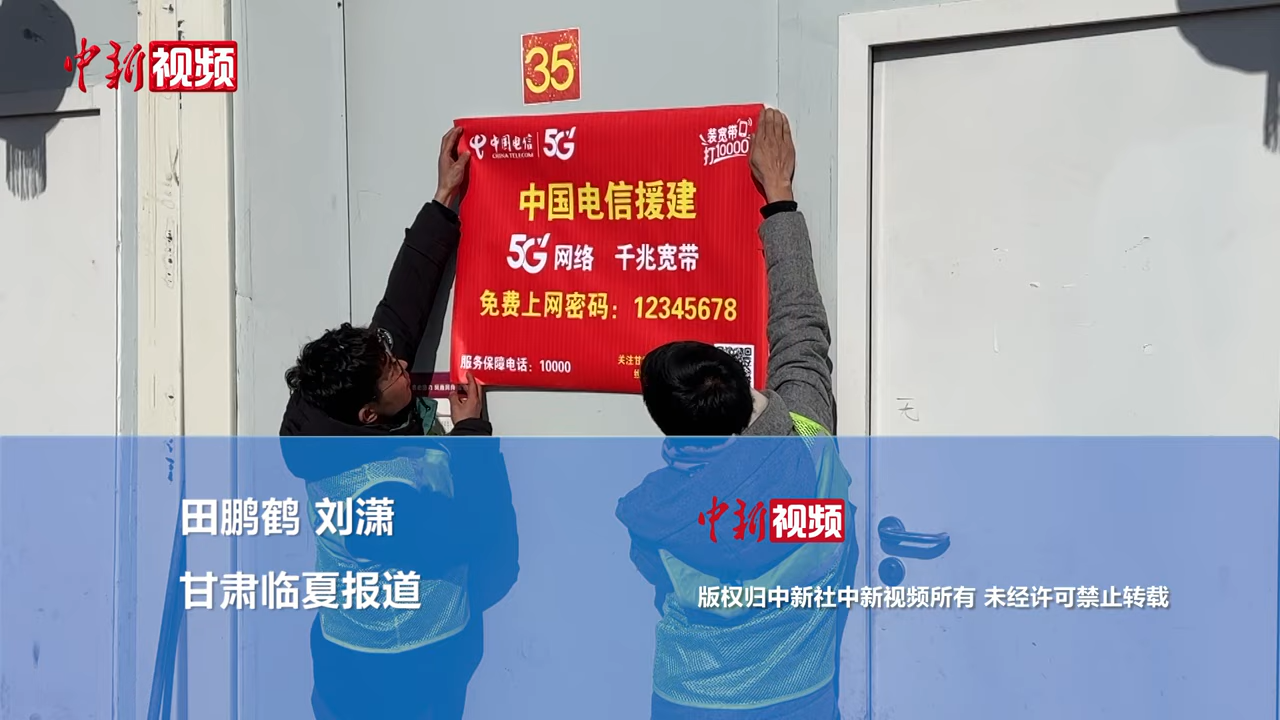 中新视频
35
中国电信 5G 装宽带
CHINA TELECOM 打10000
中国电信援建
5G网络 千兆宽带
免费上网密码：12345678
服务保障电话：10000 关注甘
田鹏鹤 刘潇
甘肃临夏报道
中新视频
版权归中新社中新视频所有 未经许可禁止转载